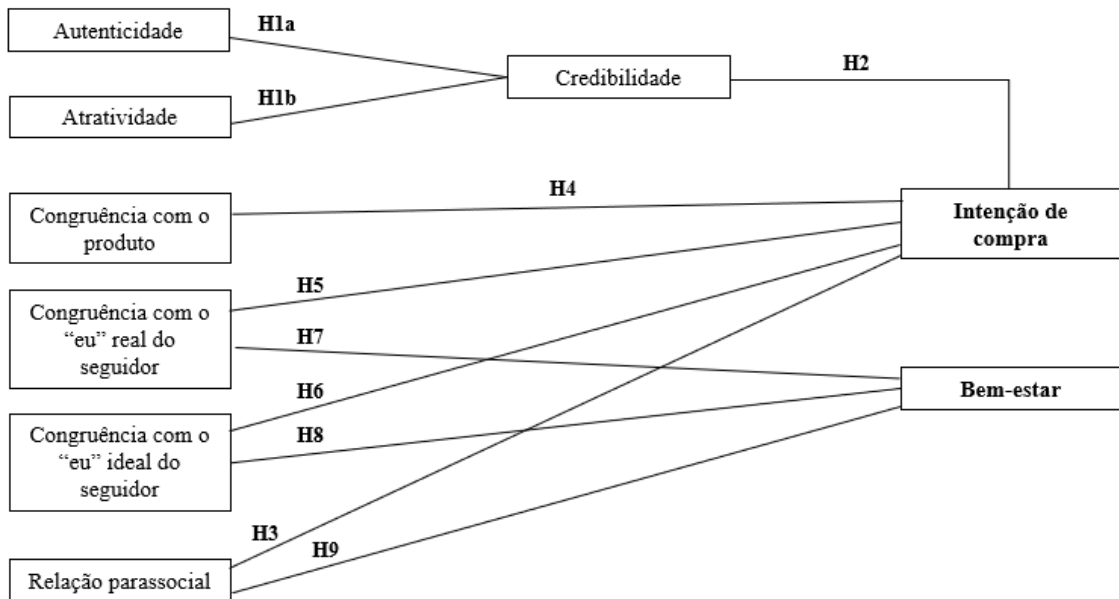 Autenticidade
H1a
Atratividade
H1b
Credibilidade
H2
Congruência com o
produto
H4
Intenção de
compra
Congruência com o
“eu” real do
seguidor
H5
H7
Congruência com o
“eu” ideal do
seguidor
H6
H8
Bem-estar
Relação parassocial
H3
H9